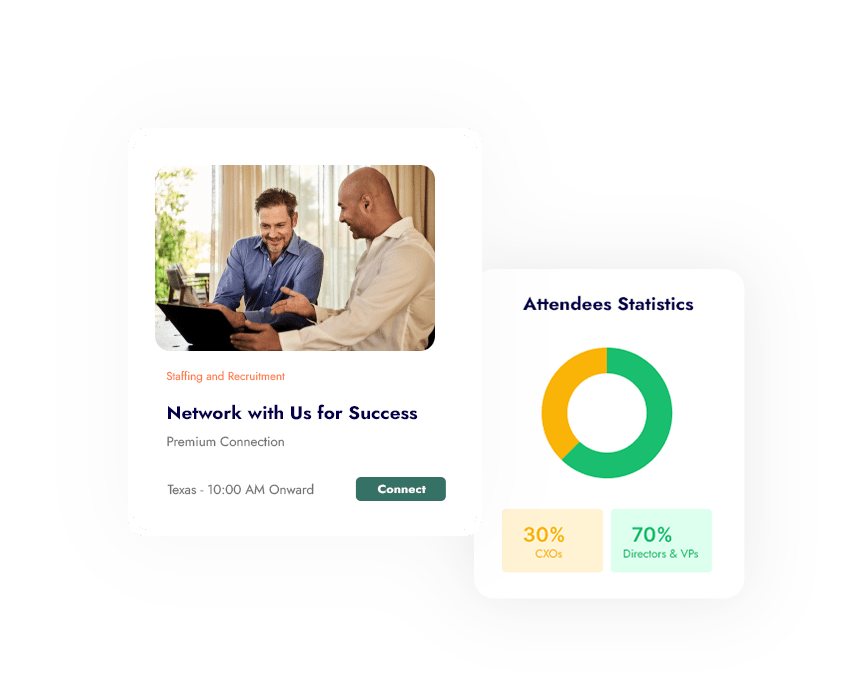 Staffing and Recruitment
Network with Us for Success
Premium Connection
Texas - 10:00 AM Onward
Connect
Attendees Statistics
30%
CXOs
70%
Directors & VPs